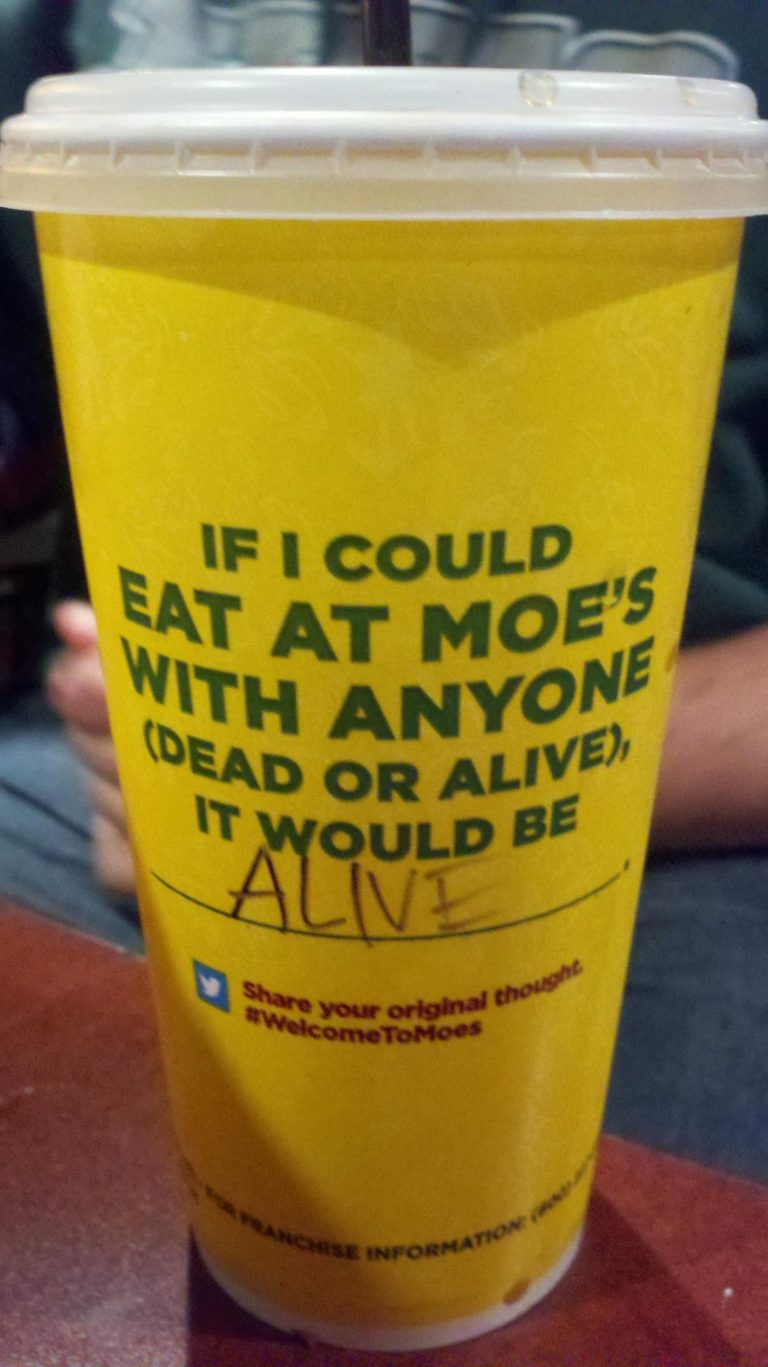 IF I COULD
EAT AT MOE'S
WITH ANYONE
(DEAD OR ALIVE),
IT WOULD BE
ALIVE.
Share your original thought.
#WelcomeToMoes
FOR FRANCHISE INFORMATION: (800)